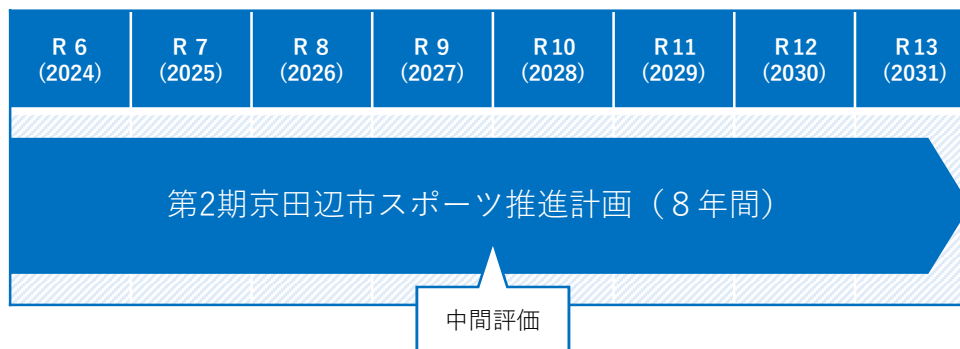 R 6 R 7 R 8 R 9 R10 R11 R12 R13
(2024) (2025) (2026) (2027) (2028) (2029) (2030) (2031)
第2期京田辺市スポーツ推進計画（８年間）
中間評価